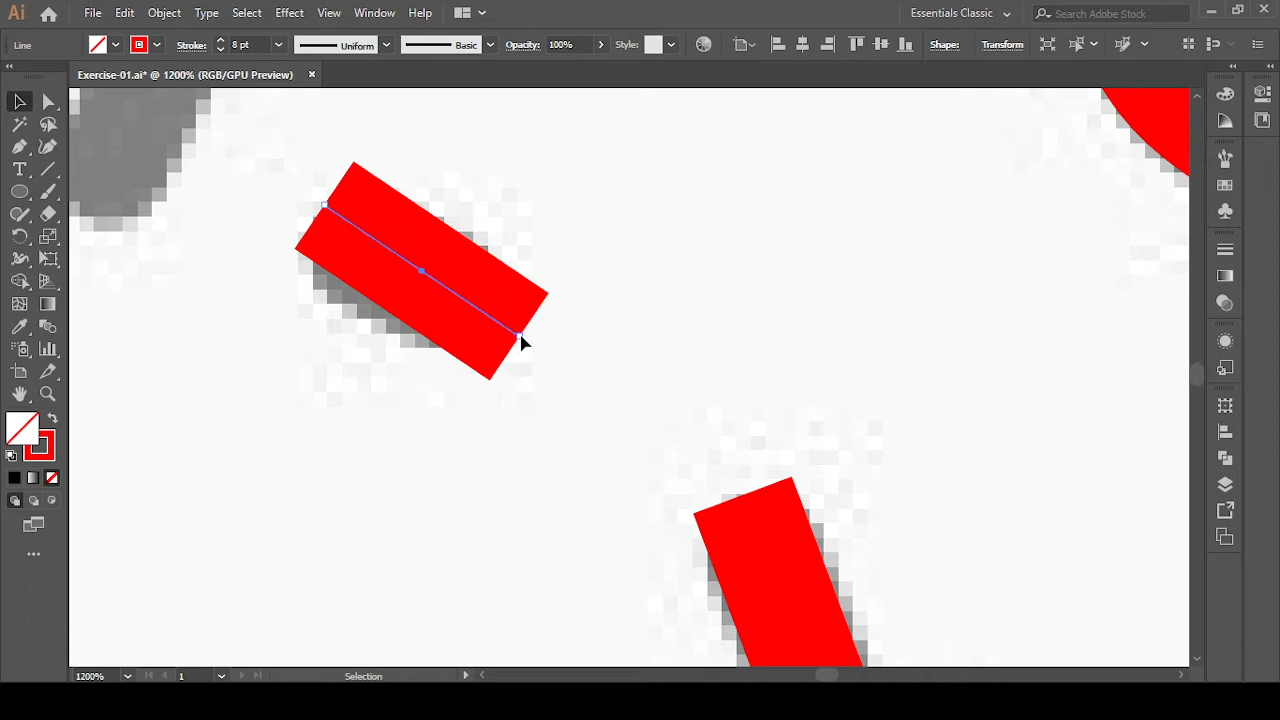 Ai File Edit Object Type Select Effect View Window Help Essentials Classic Search Adobe Stock
Line Stroke: 8 pt Uniform Basic Opacity: 100% Style: Shape: Transform
Exercise-01.ai* @ 1200% (RGB/GPU Preview)
1200% 1 Selection